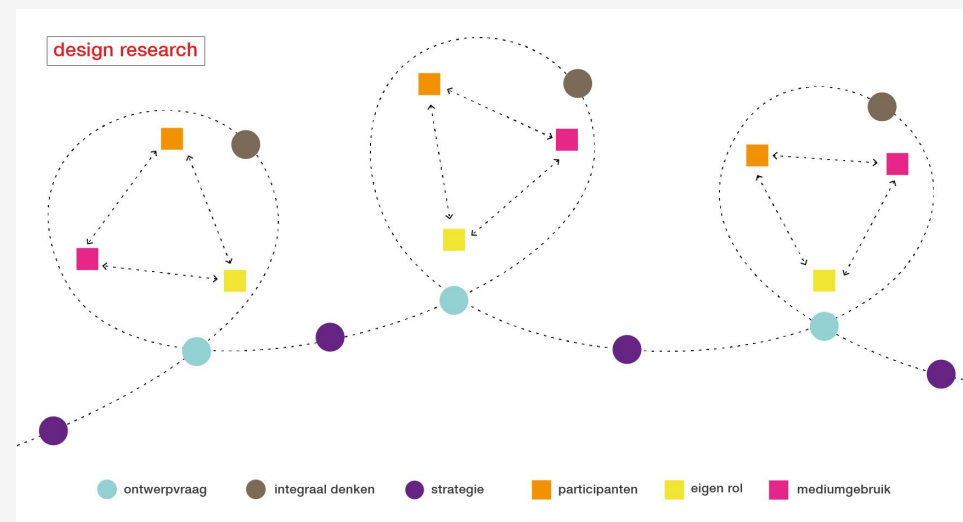 design research
ontwerpvraag
integraal denken
strategie
participanten
eigen rol
mediumgebruik